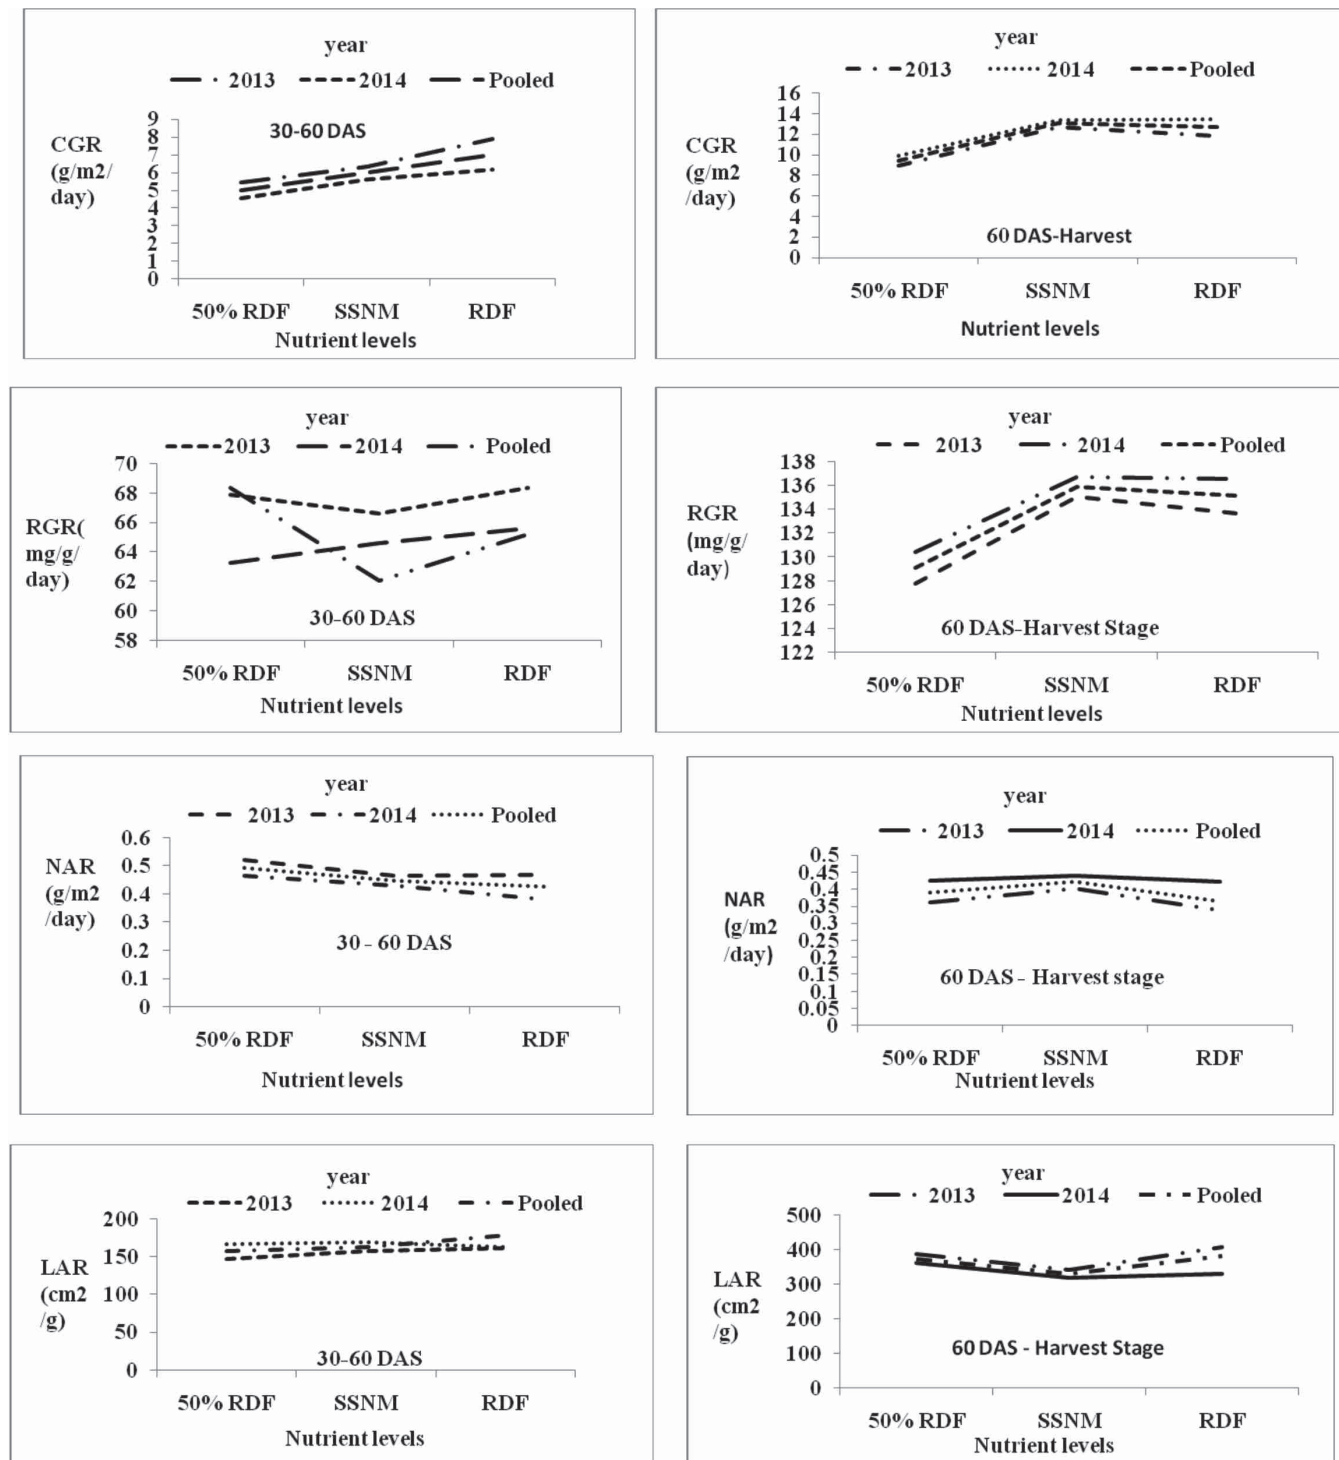 year
2013 2014 Pooled
9
8
7
6
5
4
3
2
1
0
CGR
(g/m2/
day)
30-60 DAS
50% RDF SSNM RDF
Nutrient levels
year
2013 2014 Pooled
16
14
12
10
8
6
4
2
0
CGR
(g/m2
/day)
60 DAS-Harvest
50% RDF SSNM RDF
Nutrient levels
year
2013 2014 Pooled
70
68
66
64
62
60
58
RGR(
mg/g/
day)
30-60 DAS
50% RDF SSNM RDF
Nutrient levels
year
2013 2014 Pooled
138
136
134
132
130
128
126
124
122
RGR
(mg/g/
day)
60 DAS-Harvest Stage
50% RDF SSNM RDF
Nutrient levels
year
2013 2014 Pooled
0.6
0.5
0.4
0.3
0.2
0.1
0
NAR
(g/m2
/day)
30 - 60 DAS
50% RDF SSNM RDF
Nutrient levels
year
2013 2014 Pooled
0.5
0.45
0.4
0.35
0.3
0.25
0.2
0.15
0.1
0.05
0
NAR
(g/m2
/day)
60 DAS - Harvest stage
50% RDF SSNM RDF
Nutrient levels
year
2013 2014 Pooled
200
150
100
50
0
LAR
(cm2
/g)
30-60 DAS
50% RDF SSNM RDF
Nutrient levels
year
2013 2014 Pooled
500
400
300
200
100
0
LAR
(cm2
/g)
60 DAS - Harvest Stage
50% RDF SSNM RDF
Nutrient levels